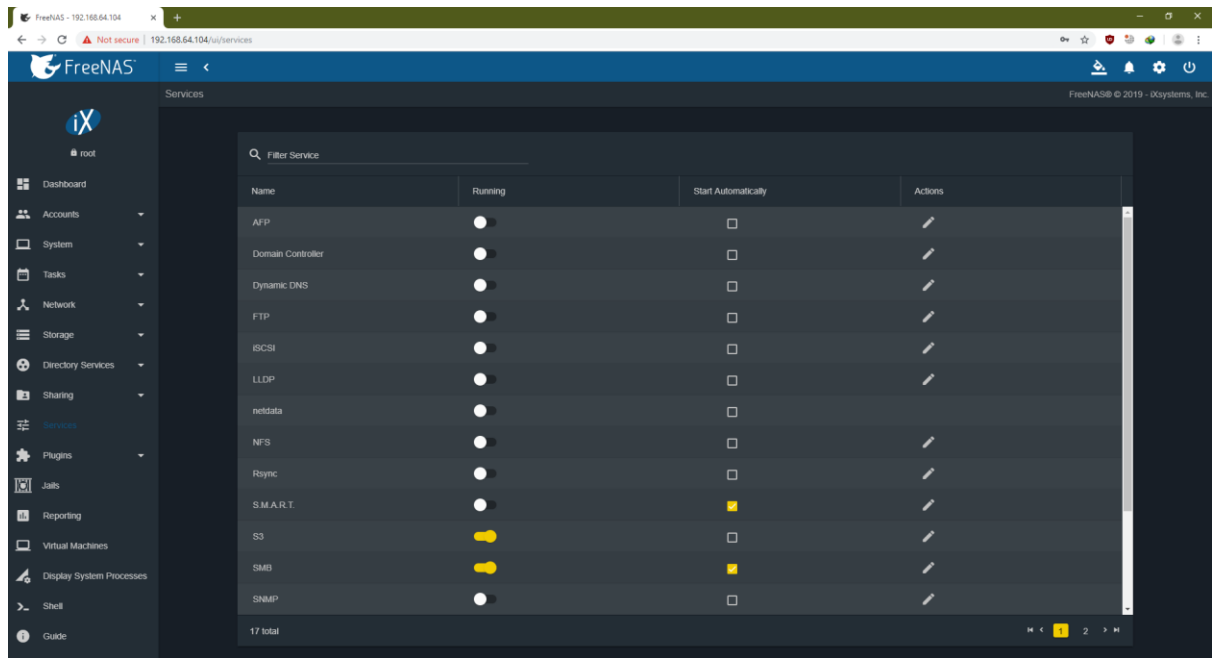 FreeNAS - 192.168.64.104
Not secure | 192.168.64.104/ui/services
FreeNAS®
Services
FreeNAS® © 2019 - iXsystems, Inc.
iX
root
Dashboard
Accounts
System
Tasks
Network
Storage
Directory Services
Sharing
Services
Plugins
Jails
Reporting
Virtual Machines
Display System Processes
Shell
Guide
Filter Service
Name Running Start Automatically Actions
AFP
Domain Controller
Dynamic DNS
FTP
iSCSI
LLDP
netdata
NFS
Rsync
S.M.A.R.T.
S3
SMB
SNMP
17 total
1 2